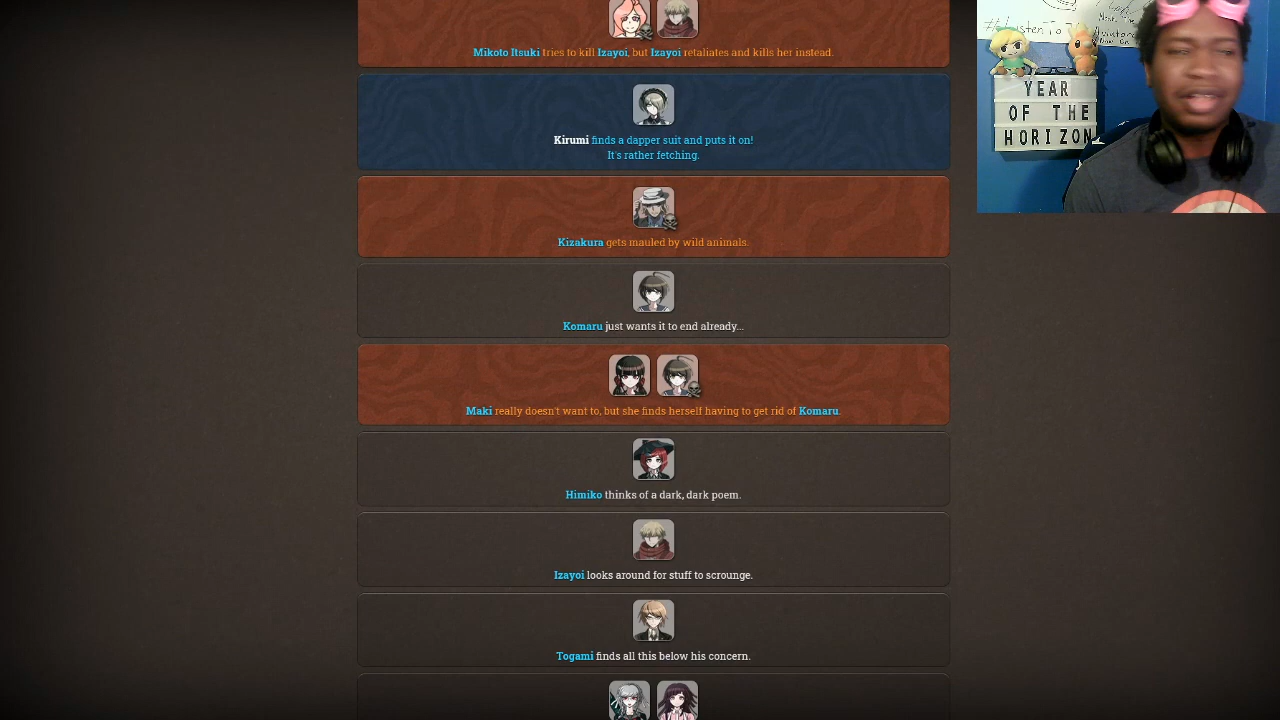 Mikoto Itsuki tries to kill Izayoi, but Izayoi retaliates and kills her instead.
Kirumi finds a dapper suit and puts it on!
It's rather fetching.
Kizakura gets mauled by wild animals.
Komaru just wants it to end already...
Maki really doesn't want to, but she finds herself having to get rid of Komaru.
Himiko thinks of a dark, dark poem.
Izayoi looks around for stuff to scrounge.
Togami finds all this below his concern.
YEAR
OF THE
HORIZON